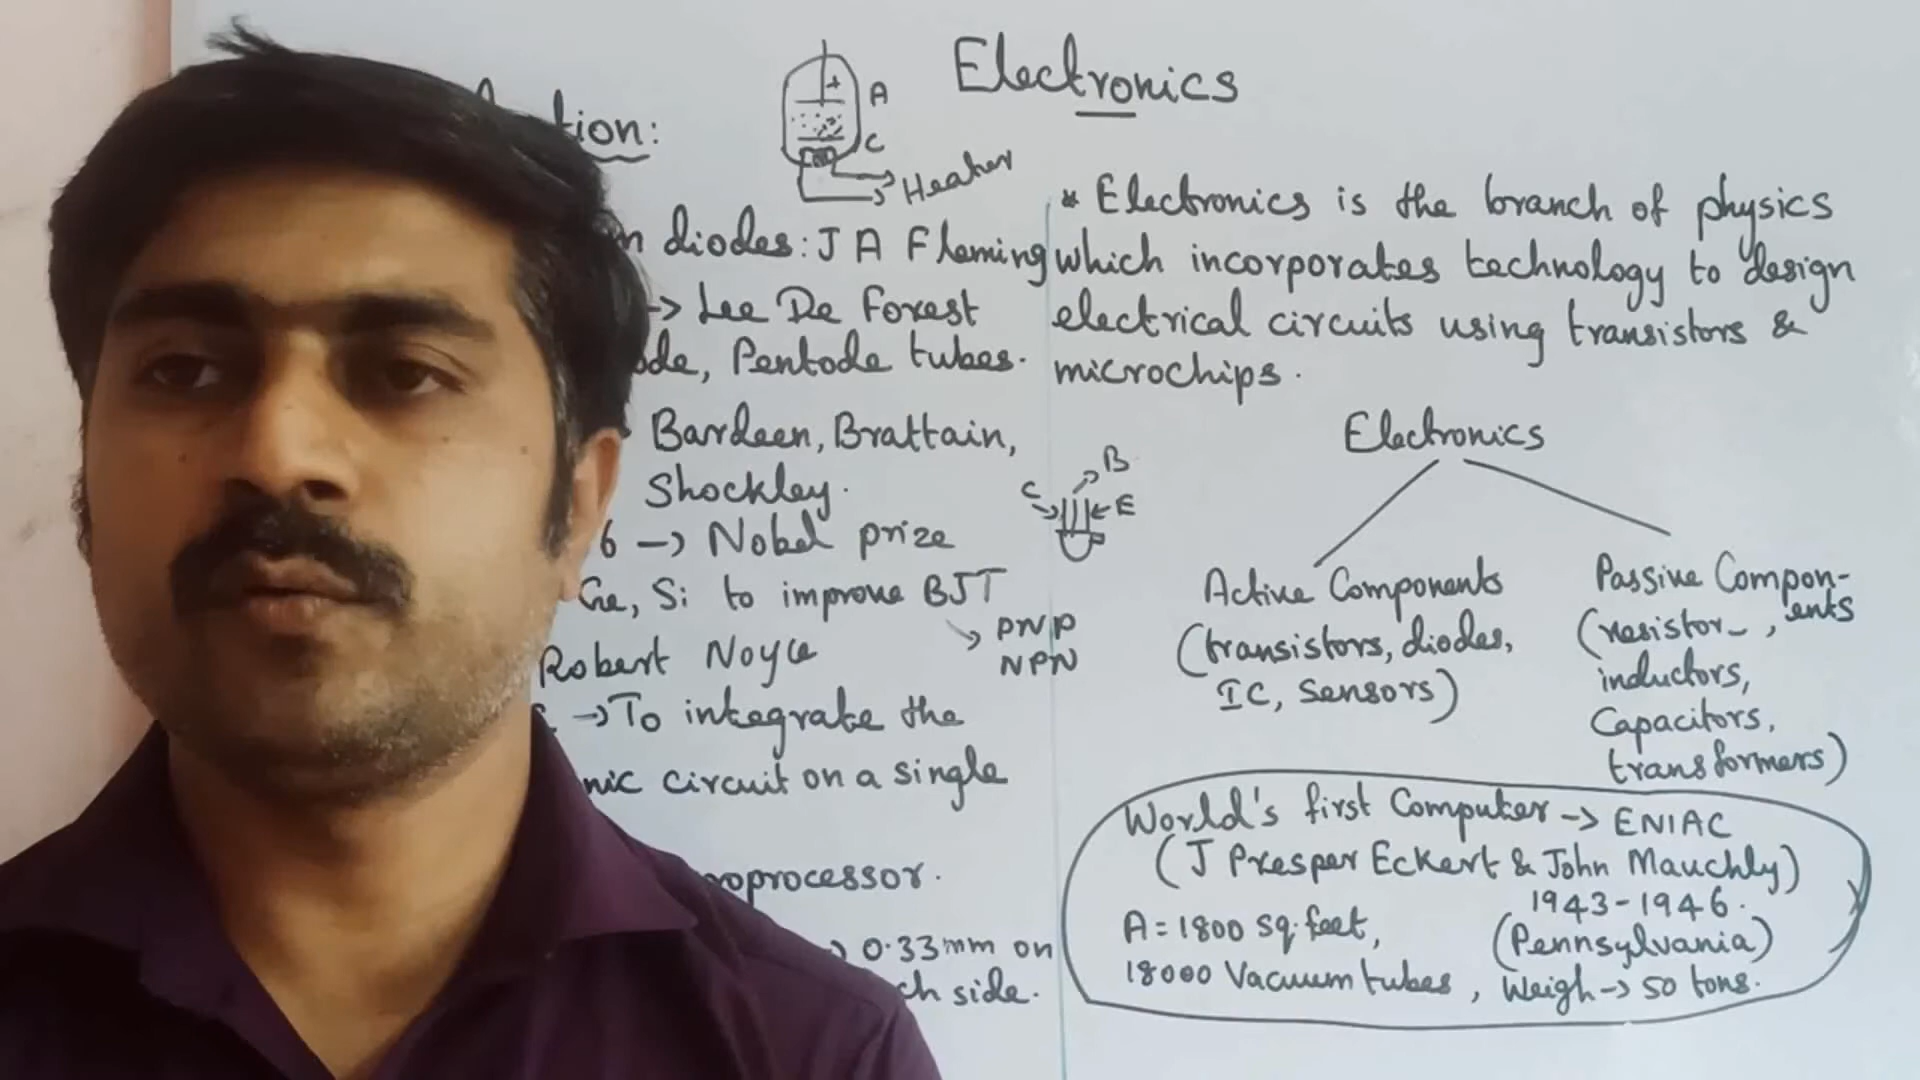 Electronics
tion:
A
C
Heater
diodes: J A Fleming
-> Lee De Forest
ode, Pentode tubes.
Bardeen, Brattain,
Shockley.
6 -> Nobel prize
Ge, Si to improve BJT
PNP
NPN
Robert Noyce
-> To integrate the
nic circuit on a single
oprocessor.
0.33mm on
ch side.
B
C
E
* Electronics is the branch of physics
which incorporates technology to design
electrical circuits using transistors &
microchips.
Electronics
Active Components
(transistors, diodes,
IC, Sensors)
Passive Compon-
ents
(resistor-,
inductors,
Capacitors,
transformers)
World's first Computer -> ENIAC
(J Presper Eckert & John Mauchly)
1943-1946.
A = 1800 sq.feet,
(Pennsylvania)
18000 Vacuum tubes, Weigh -> 50 tons.